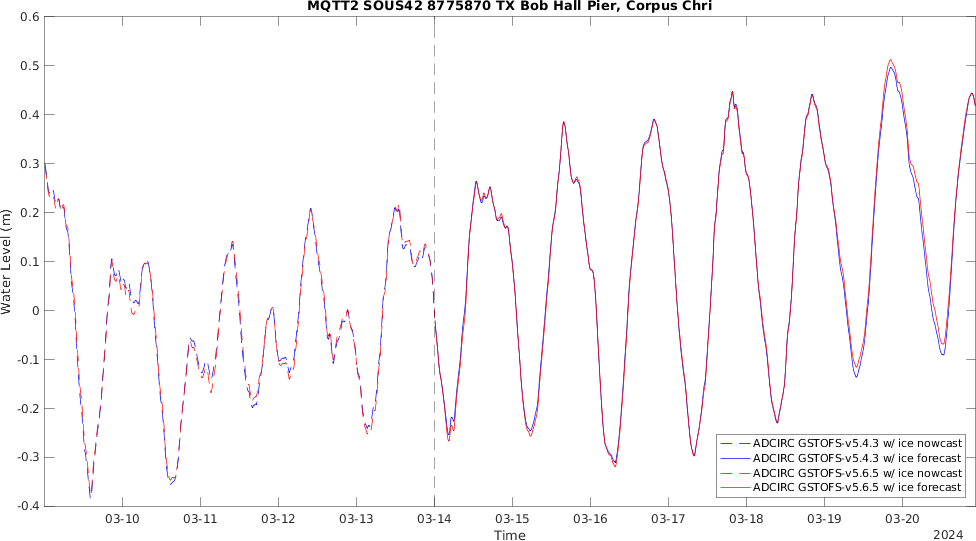 MQTT2 SOUS42 8775870 TX Bob Hall Pier, Corpus Chri
0.6
0.5
0.4
0.3
0.2
0.1
0
-0.1
-0.2
-0.3
-0.4
Water Level (m)
ADCIRC GSTOFS-v5.4.3 w/ ice nowcast
ADCIRC GSTOFS-v5.4.3 w/ ice forecast
ADCIRC GSTOFS-v5.6.5 w/ ice nowcast
ADCIRC GSTOFS-v5.6.5 w/ ice forecast
03-10 03-11 03-12 03-13 03-14 03-15 03-16 03-17 03-18 03-19 03-20
Time
2024